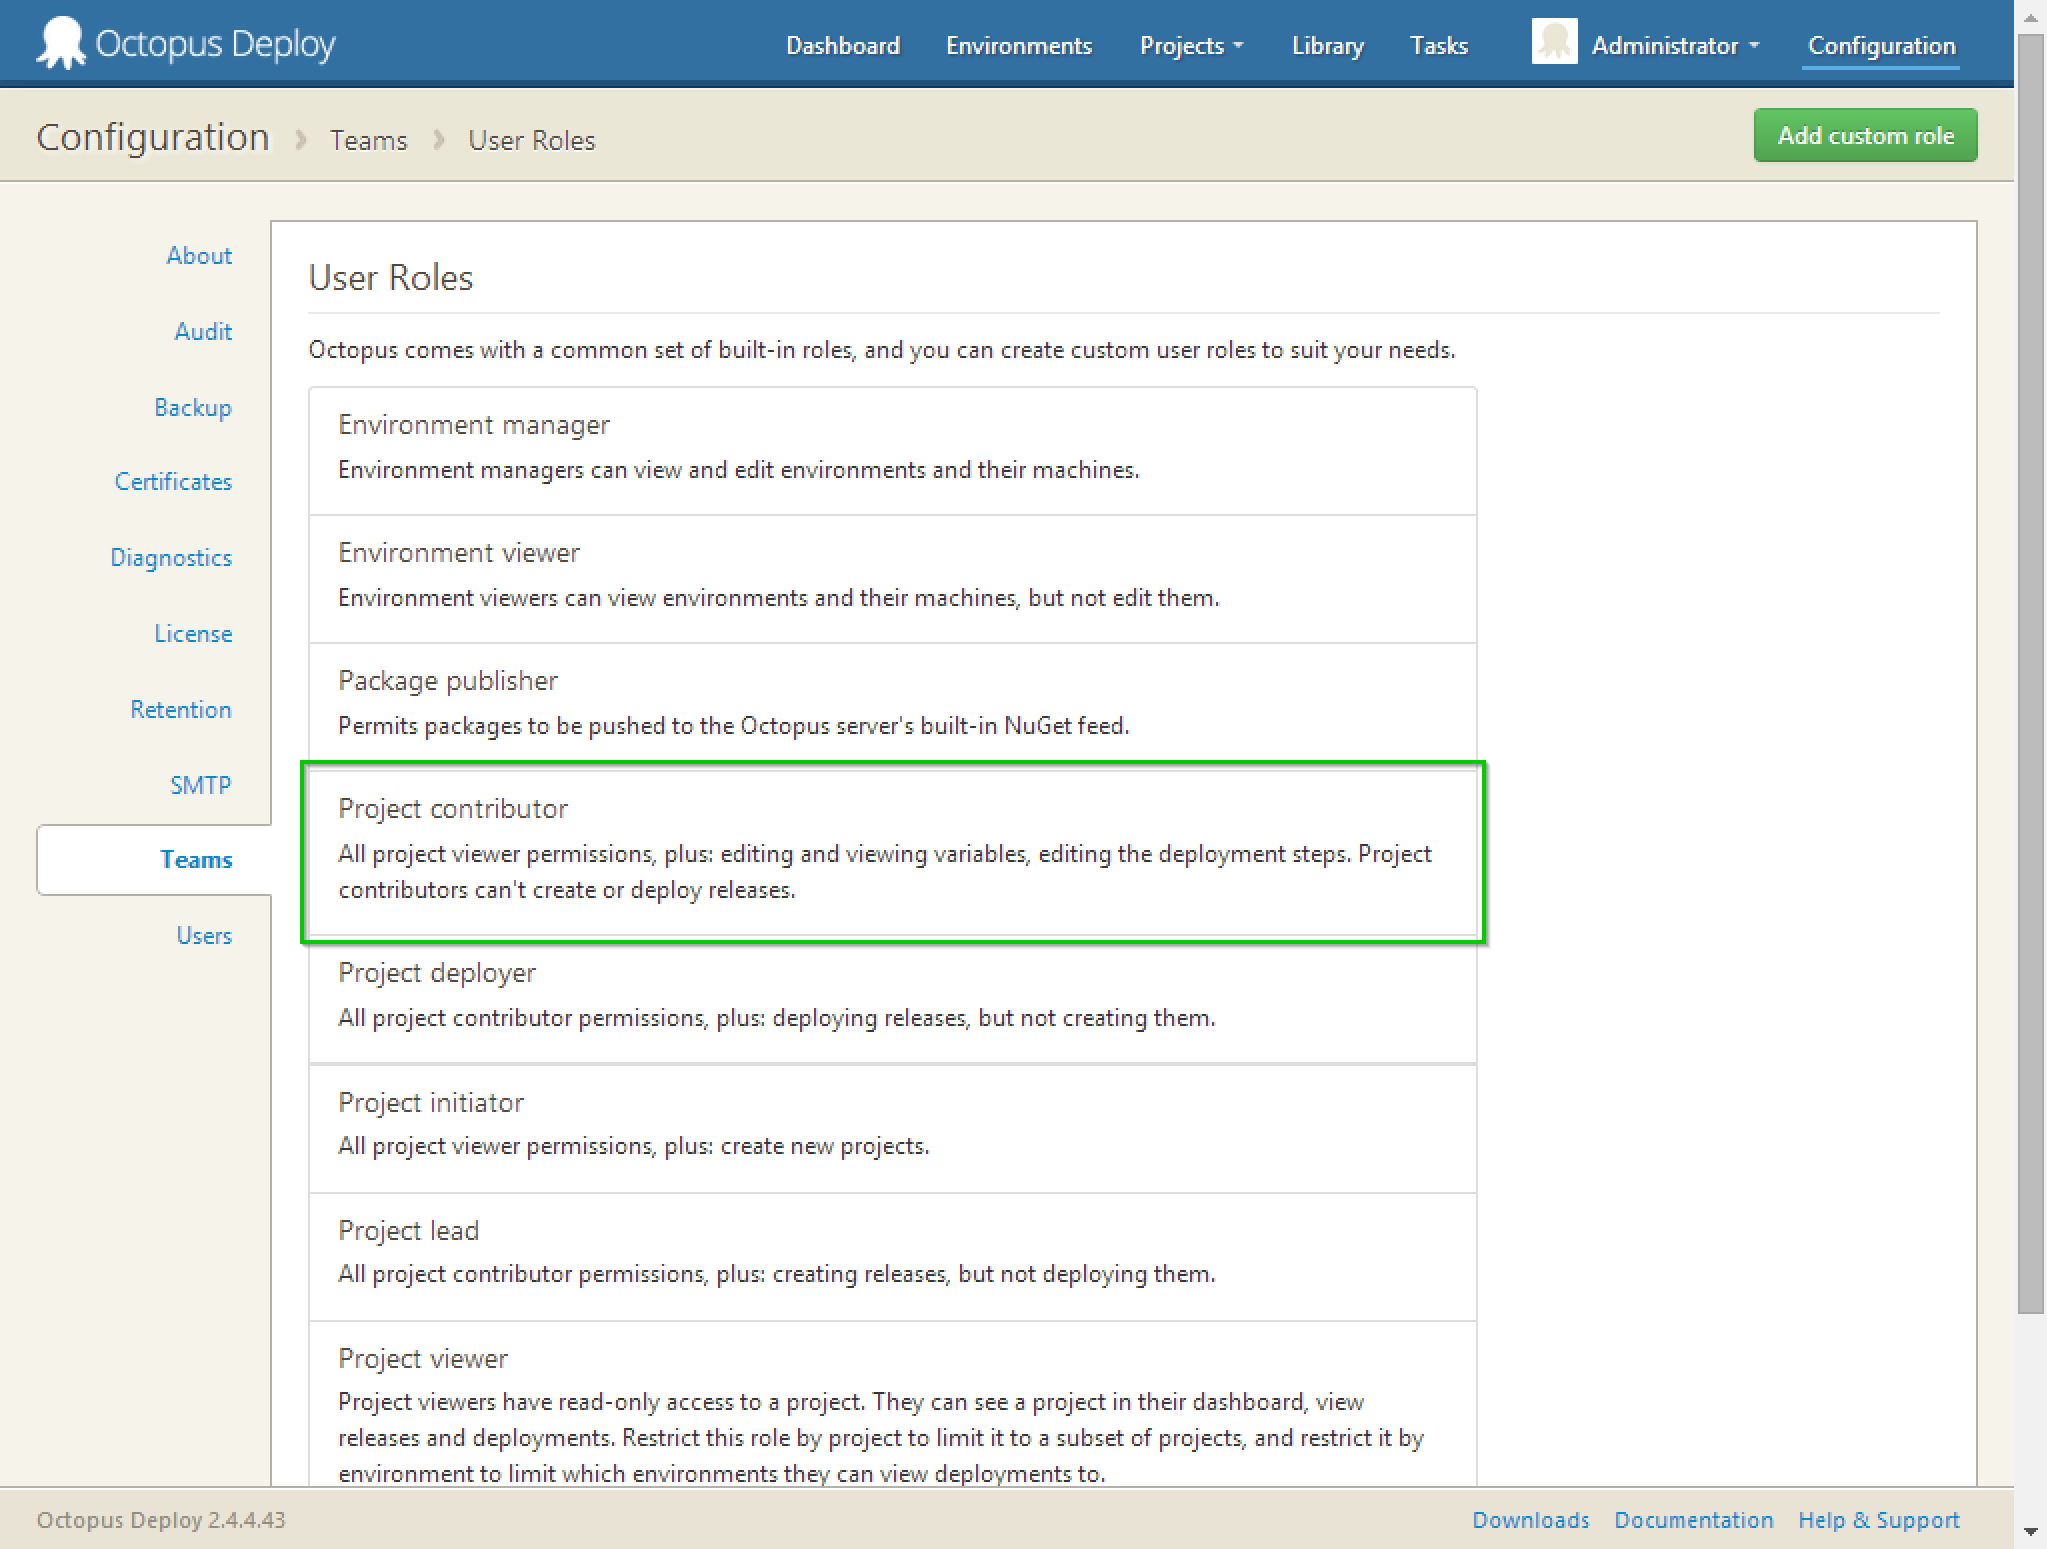 Octopus Deploy
Dashboard Environments Projects Library Tasks Administrator Configuration
Configuration Teams User Roles Add custom role
About
Audit
Backup
Certificates
Diagnostics
License
Retention
SMTP
Teams
Users
User Roles
Octopus comes with a common set of built-in roles, and you can create custom user roles to suit your needs.
Environment manager
Environment managers can view and edit environments and their machines.
Environment viewer
Environment viewers can view environments and their machines, but not edit them.
Package publisher
Permits packages to be pushed to the Octopus server's built-in NuGet feed.
Project contributor
All project viewer permissions, plus: editing and viewing variables, editing the deployment steps. Project
contributors can't create or deploy releases.
Project deployer
All project contributor permissions, plus: deploying releases, but not creating them.
Project initiator
All project viewer permissions, plus: create new projects.
Project lead
All project contributor permissions, plus: creating releases, but not deploying them.
Project viewer
Project viewers have read-only access to a project. They can see a project in their dashboard, view
releases and deployments. Restrict this role by project to limit it to a subset of projects, and restrict it by
environment to limit which environments they can view deployments to.
Octopus Deploy 2.4.4.43
Downloads Documentation Help & Support